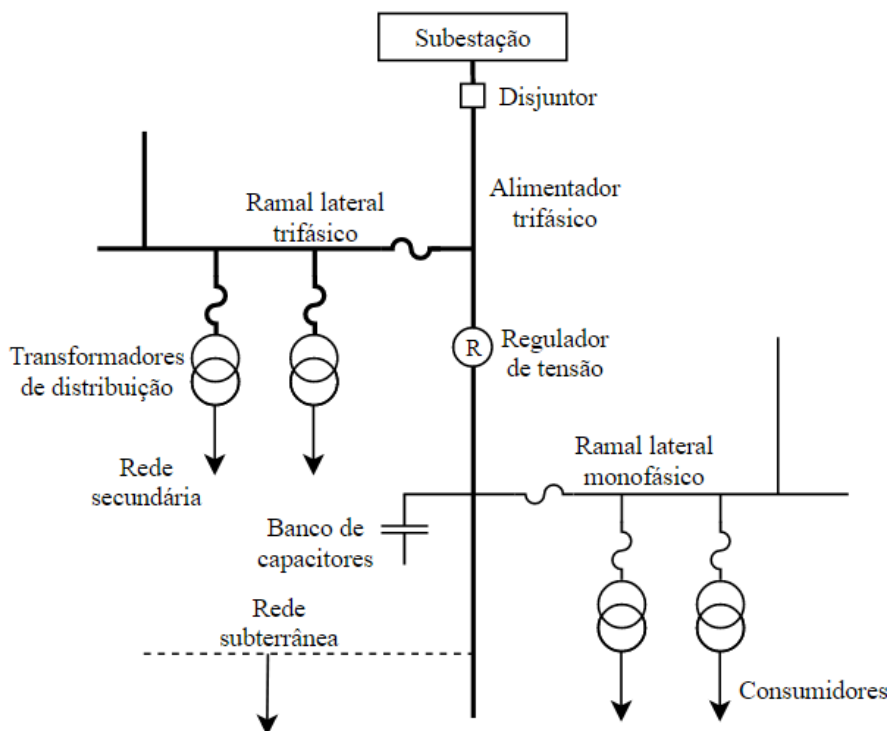 Subestação
Disjuntor
Alimentador
trifásico
Ramal lateral
trifásico
R
Regulador
de tensão
Transformadores
de distribuição
Rede
secundária
Ramal lateral
monofásico
Banco de
capacitores
Rede
subterrânea
Consumidores